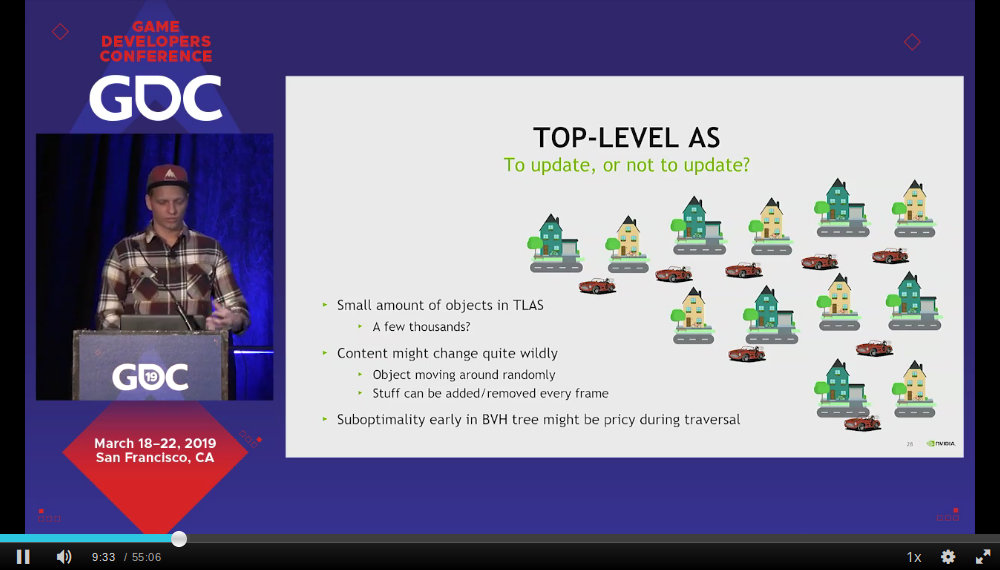 GAME
DEVELOPERS
CONFERENCE
GDC
TOP-LEVEL AS
To update, or not to update?
Small amount of objects in TLAS
A few thousands?
Content might change quite wildly
Object moving around randomly
Stuff can be added/removed every frame
Suboptimality early in BVH tree might be pricy during traversal
26
NVIDIA.
GDC
19
March 18–22, 2019
San Francisco, CA
9:33 / 55:06
1x